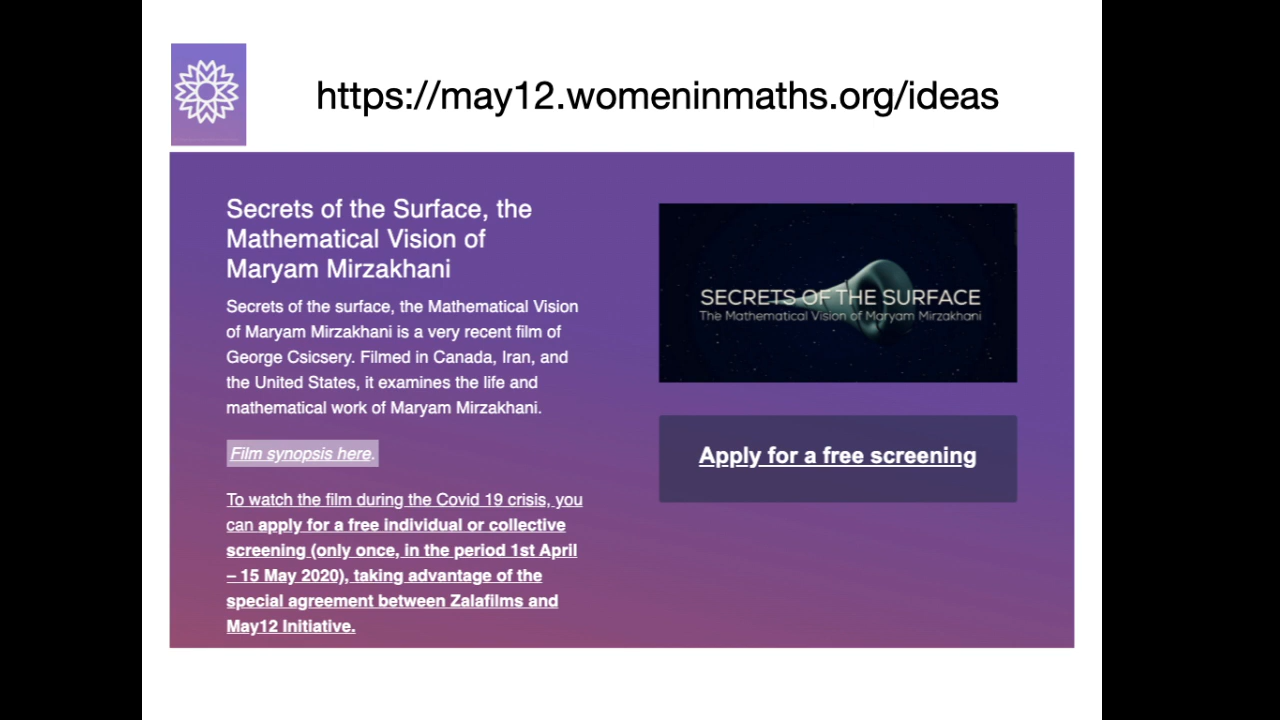 https://may12.womeninmaths.org/ideas
Secrets of the Surface, the
Mathematical Vision of
Maryam Mirzakhani
Secrets of the surface, the Mathematical Vision
of Maryam Mirzakhani is a very recent film of
George Csicsery. Filmed in Canada, Iran, and
the United States, it examines the life and
mathematical work of Maryam Mirzakhani.
Film synopsis here.
To watch the film during the Covid 19 crisis, you
can apply for a free individual or collective
screening (only once, in the period 1st April
– 15 May 2020), taking advantage of the
special agreement between Zalafilms and
May12 Initiative.
SECRETS OF THE SURFACE
The Mathematical Vision of Maryam Mirzakhani
Apply for a free screening